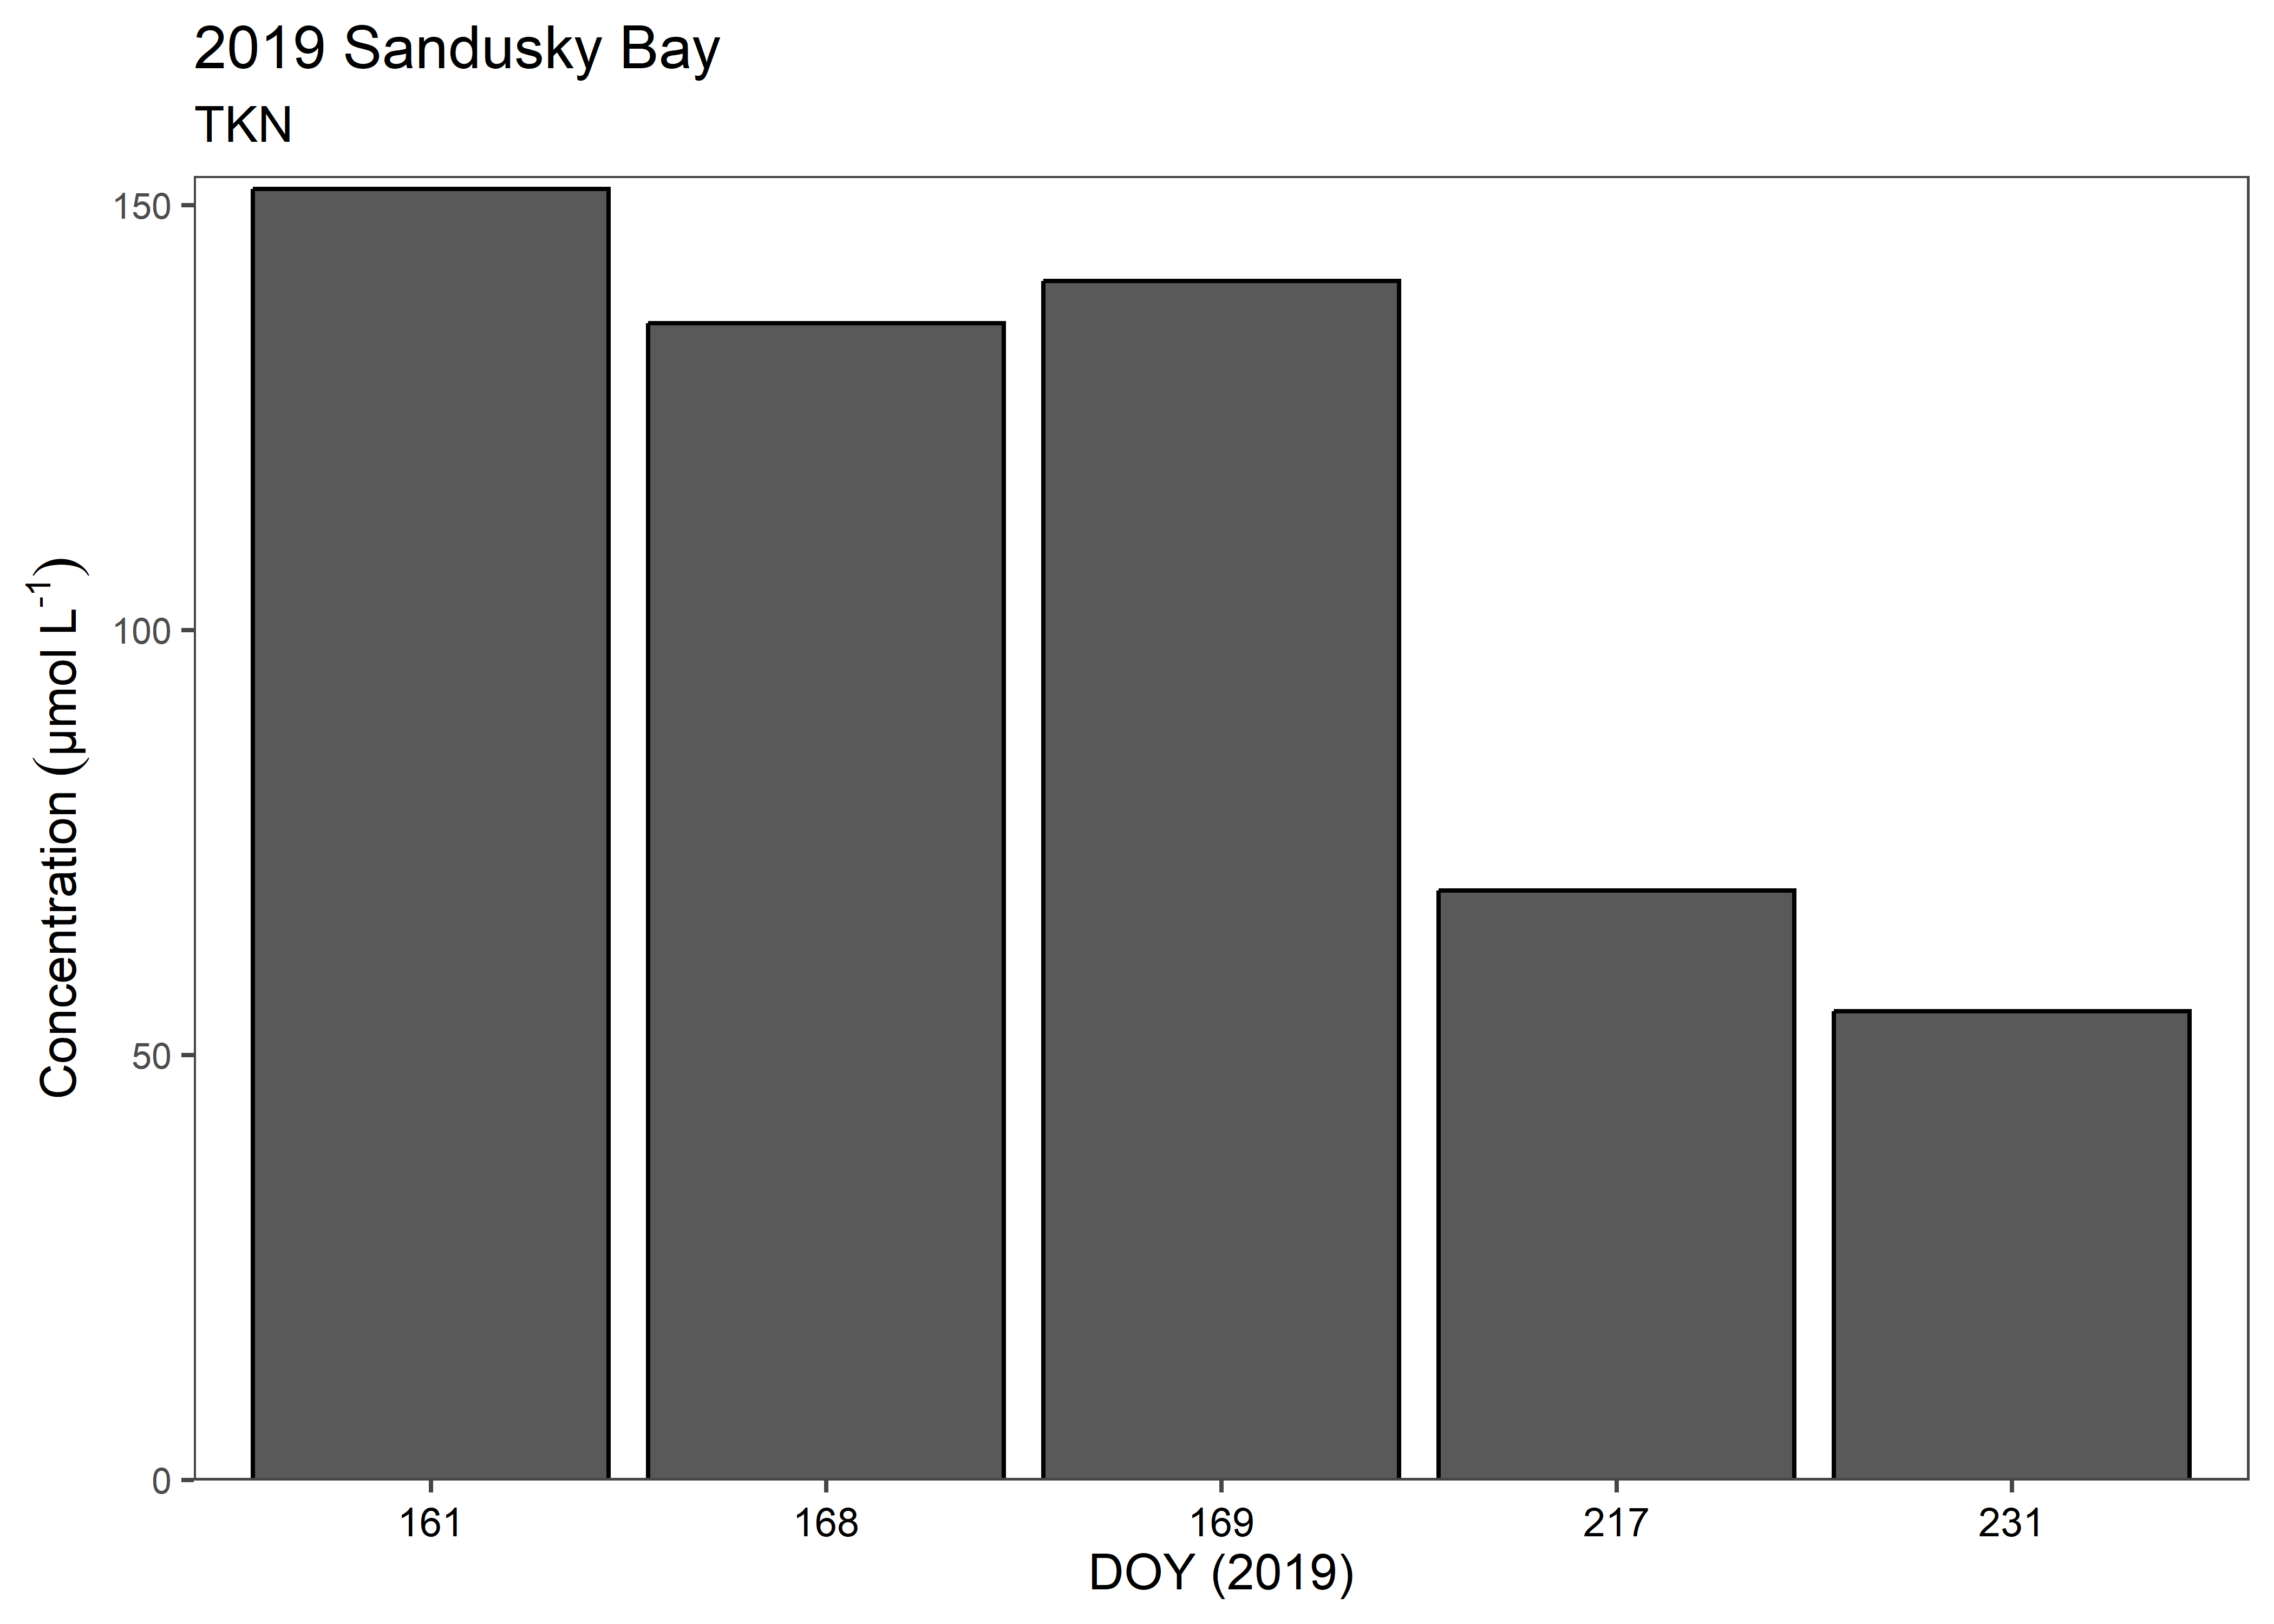 2019 Sandusky Bay
TKN
Concentration (µmol L⁻¹)
150
100
50
0
161 168 169 217 231
DOY (2019)